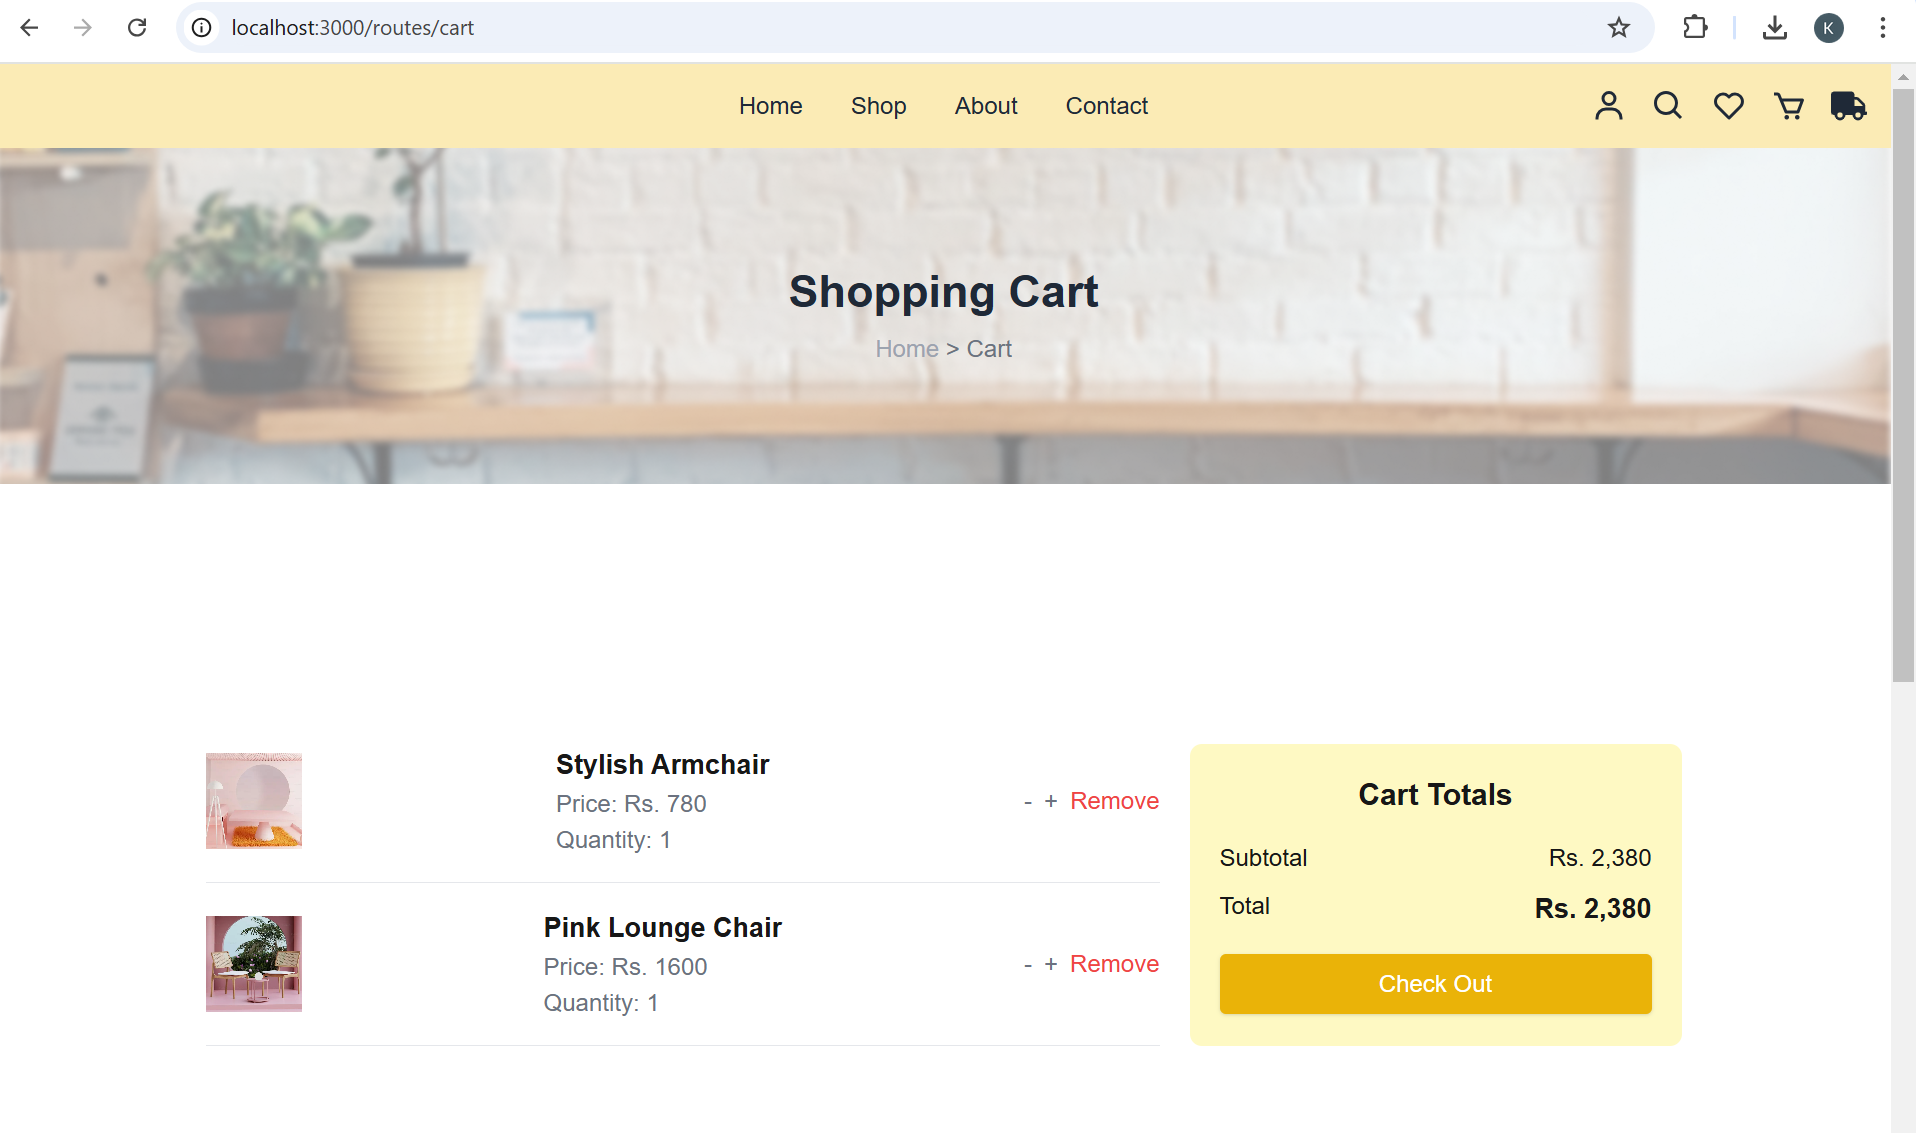 localhost:3000/routes/cart
K
Home Shop About Contact
Shopping Cart
Home > Cart
Stylish Armchair
Price: Rs. 780
Quantity: 1
- + Remove
Pink Lounge Chair
Price: Rs. 1600
Quantity: 1
- + Remove
Cart Totals
Subtotal Rs. 2,380
Total Rs. 2,380
Check Out